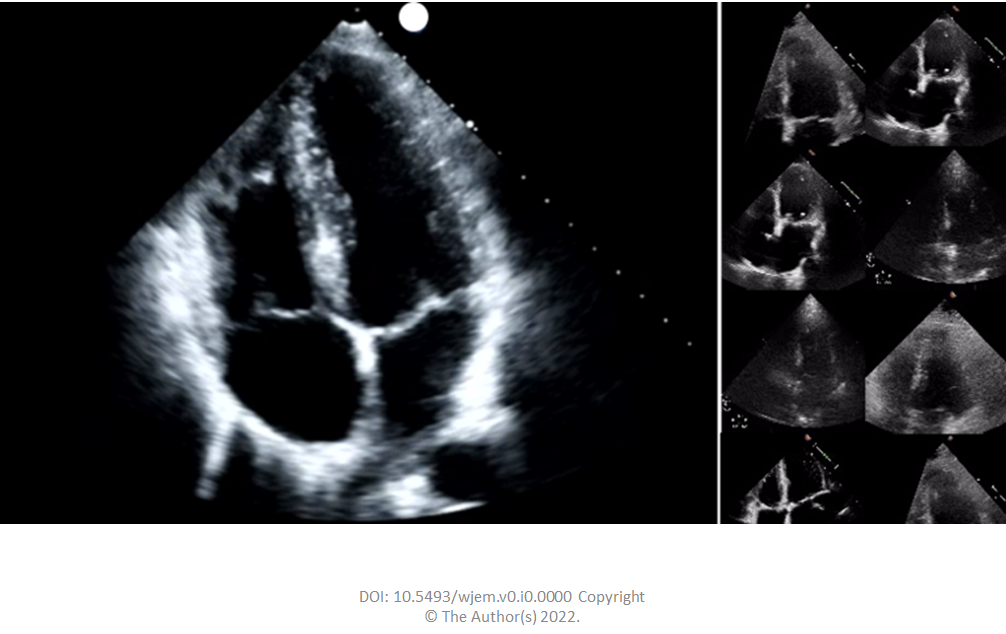 DOI: 10.5493/wjem.v0.i0.0000 Copyright
© The Author(s) 2022.